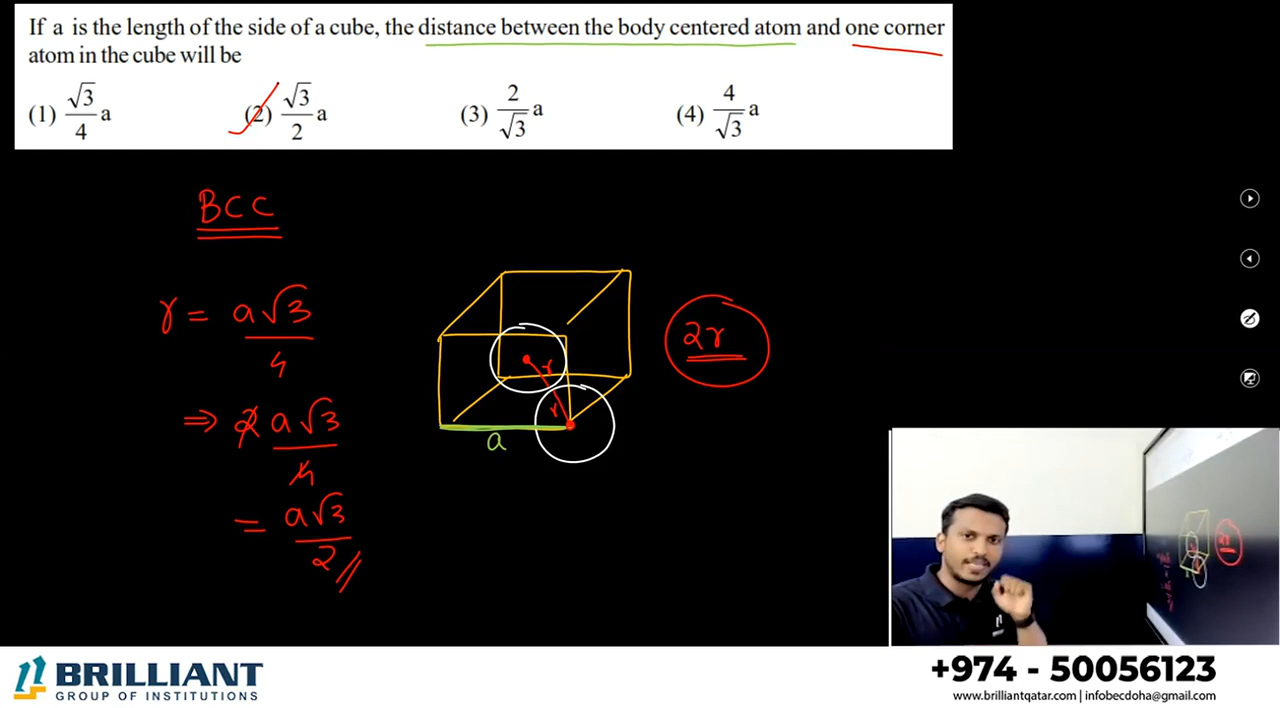 If a is the length of the side of a cube, the distance between the body centered atom and one corner
atom in the cube will be
(1) √3/4 a (2) √3/2 a (3) 2/√3 a (4) 4/√3 a
BCC
r = a√3/4
⇒ 2 a√3/4
= a√3/2
r
r
a
2r
BRILLIANT
GROUP OF INSTITUTIONS
+974 - 50056123
www.brilliantqatar.com | infobecdoha@gmail.com